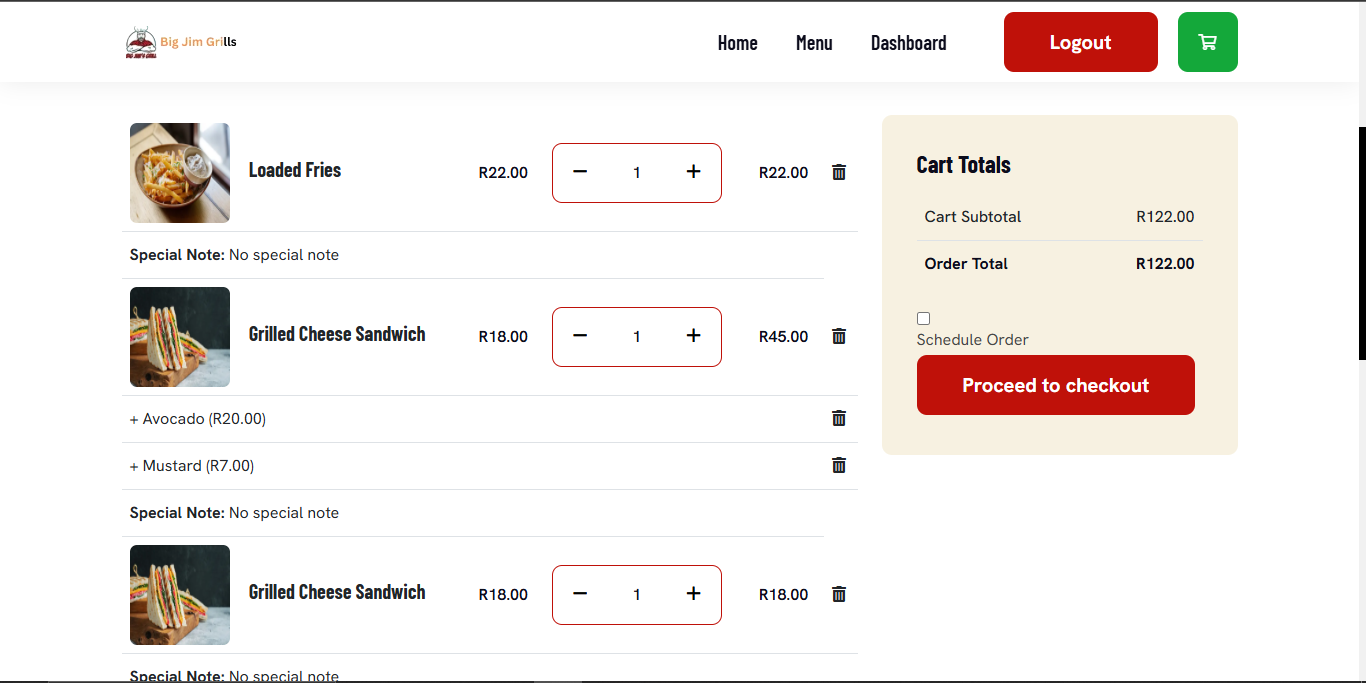 BIG JIM'S GRILL
Big Jim Grills
Home Menu Dashboard Logout
Loaded Fries R22.00 − 1 + R22.00
Special Note: No special note
Grilled Cheese Sandwich R18.00 − 1 + R45.00
+ Avocado (R20.00)
+ Mustard (R7.00)
Special Note: No special note
Grilled Cheese Sandwich R18.00 − 1 + R18.00
Special Note: No special note
Cart Totals
Cart Subtotal R122.00
Order Total R122.00
Schedule Order
Proceed to checkout